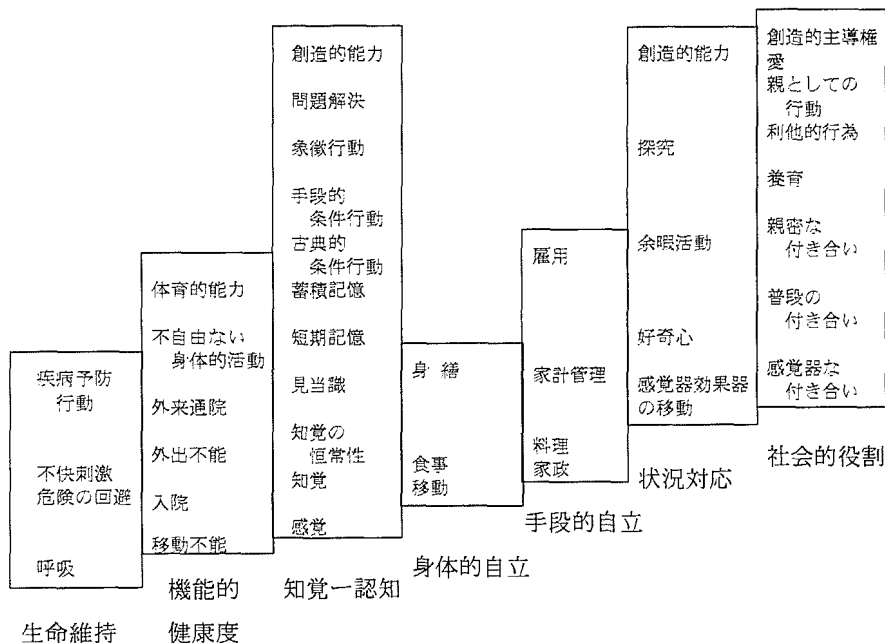 疾病予防
行動
不快刺激
危険の回避
呼吸
生命維持
体育的能力
不自由ない
身体的活動
外来通院
外出不能
入院
移動不能
機能的
健康度
創造的能力
問題解決
象徴行動
手段的
条件行動
古典的
条件行動
蓄積記憶
短期記憶
見当識
知覚の
恒常性
知覚
感覚
知覚ー認知
身 繕
食事
移動
身体的自立
雇用
家計管理
料理
家政
手段的自立
創造的能力
探究
余暇活動
好奇心
感覚器効果器
の移動
状況対応
創造的主導権
愛
親としての
行動
利他的行為
養育
親密な
付き合い
普段の
付き合い
感覚器な
付き合い
社会的役割